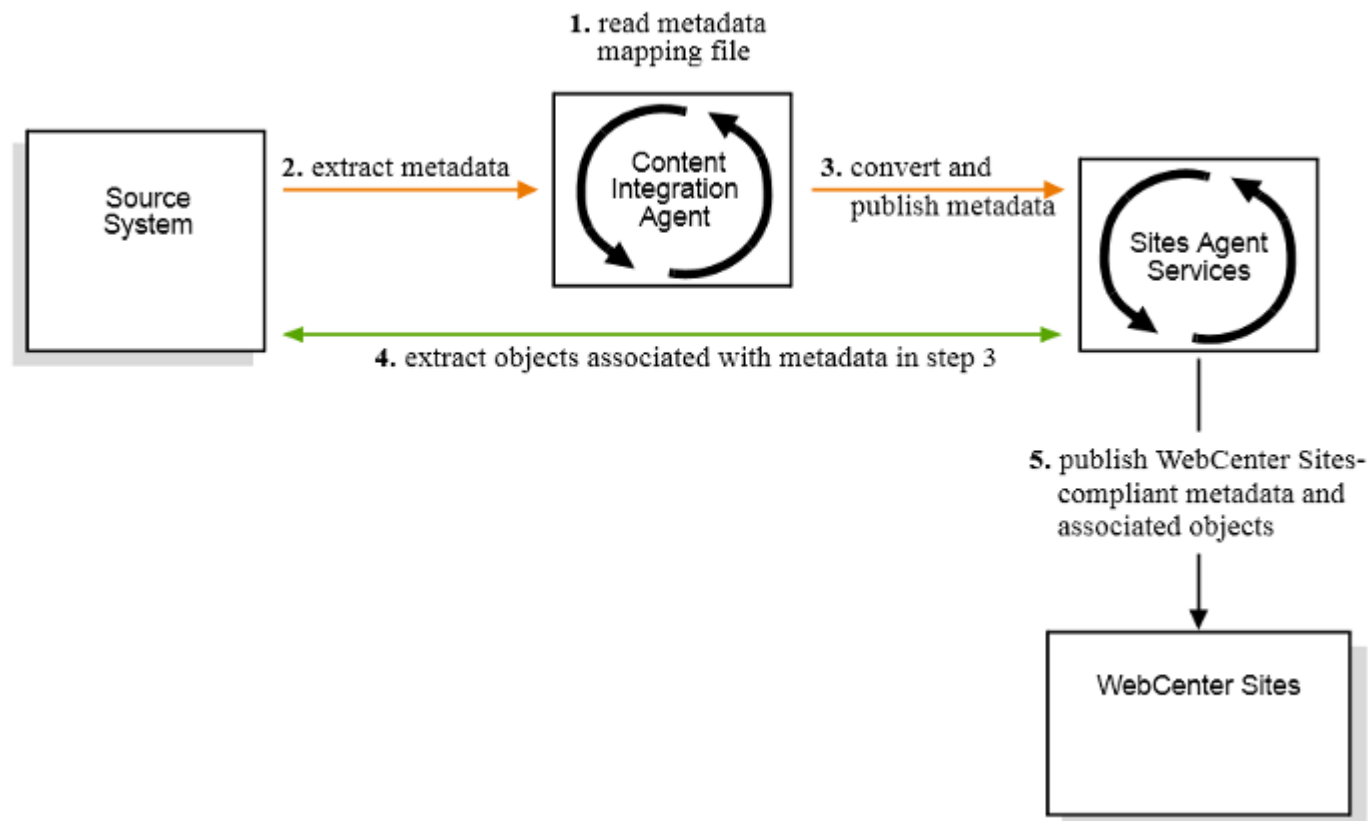 1. read metadata
mapping file
Source
System
2. extract metadata
Content
Integration
Agent
3. convert and
publish metadata
Sites Agent
Services
4. extract objects associated with metadata in step 3
5. publish WebCenter Sites-
compliant metadata and
associated objects
WebCenter Sites